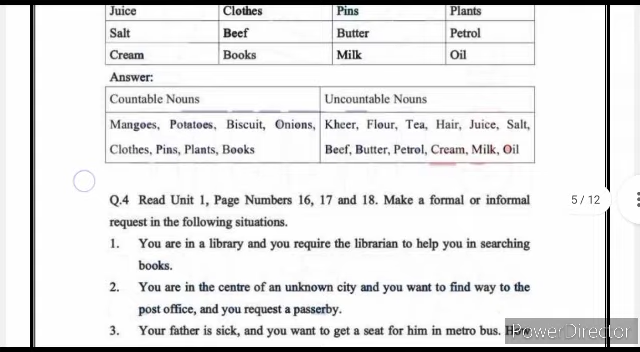 Juice Clothes Pins Plants
Salt Beef Butter Petrol
Cream Books Milk Oil
Answer:
Countable Nouns Uncountable Nouns
Mangoes, Potatoes, Biscuit, Onions, Kheer, Flour, Tea, Hair, Juice, Salt,
Clothes, Pins, Plants, Books Beef, Butter, Petrol, Cream, Milk, Oil
Q.4 Read Unit 1, Page Numbers 16, 17 and 18. Make a formal or informal
request in the following situations.
5 / 12
1. You are in a library and you require the librarian to help you in searching
books.
2. You are in the centre of an unknown city and you want to find way to the
post office, and you request a passerby.
3. Your father is sick, and you want to get a seat for him in metro bus.
PowerDirector